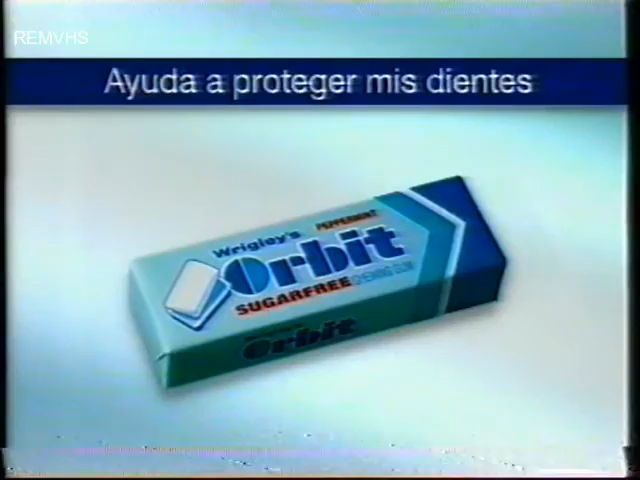 REMVHS
Ayuda a proteger mis dientes
PEPPERMINT
Wrigley's
Orbit
SUGARFREE CHEWING GUM
Orbit